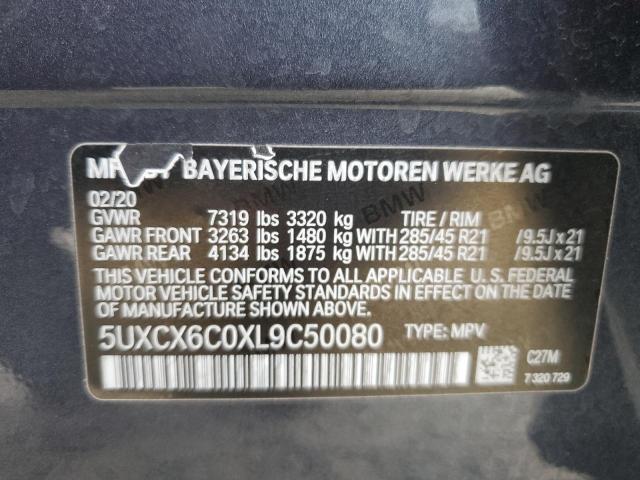 BAYERISCHE MOTOREN WERKE AG
02/20
GVWR 7319 lbs 3320 kg TIRE / RIM
GAWR FRONT 3263 lbs 1480 kg WITH 285/45 R21 /9.5J x 21
GAWR REAR 4134 lbs 1875 kg WITH 285/45 R21 /9.5J x 21
THIS VEHICLE CONFORMS TO ALL APPLICABLE U. S. FEDERAL
MOTOR VEHICLE SAFETY STANDARDS IN EFFECT ON THE
DATE OF MANUFACTURE SHOWN ABOVE.
5UXCX6C0XL9C50080 TYPE: MPV
C27M
7 320 729
BMW
BMW
BMW